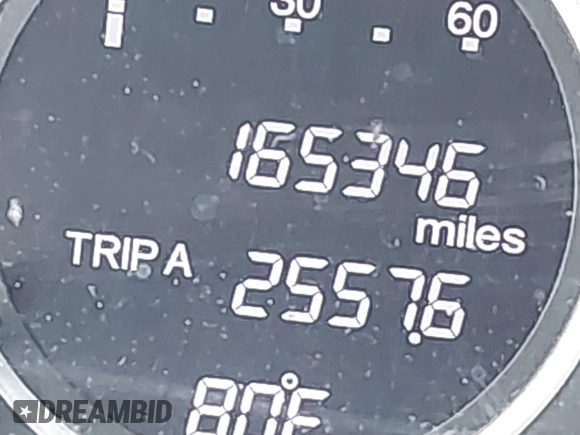 30 60
165346
miles
TRIP A 2557.6
80°F
DREAMBID